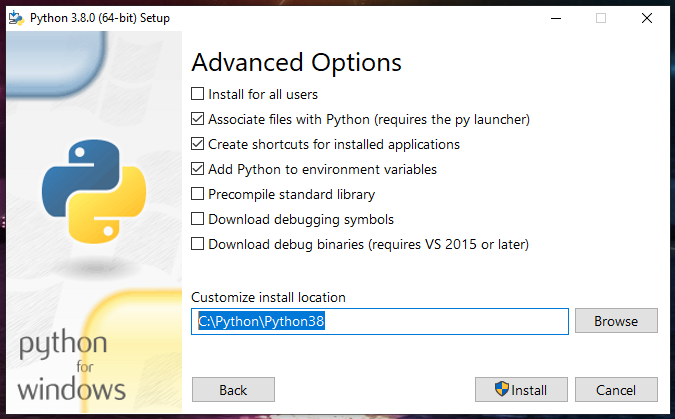 Python 3.8.0 (64-bit) Setup
Advanced Options
Install for all users
Associate files with Python (requires the py launcher)
Create shortcuts for installed applications
Add Python to environment variables
Precompile standard library
Download debugging symbols
Download debug binaries (requires VS 2015 or later)
Customize install location
C:\Python\Python38
Browse
python
for
windows
Back
Install
Cancel